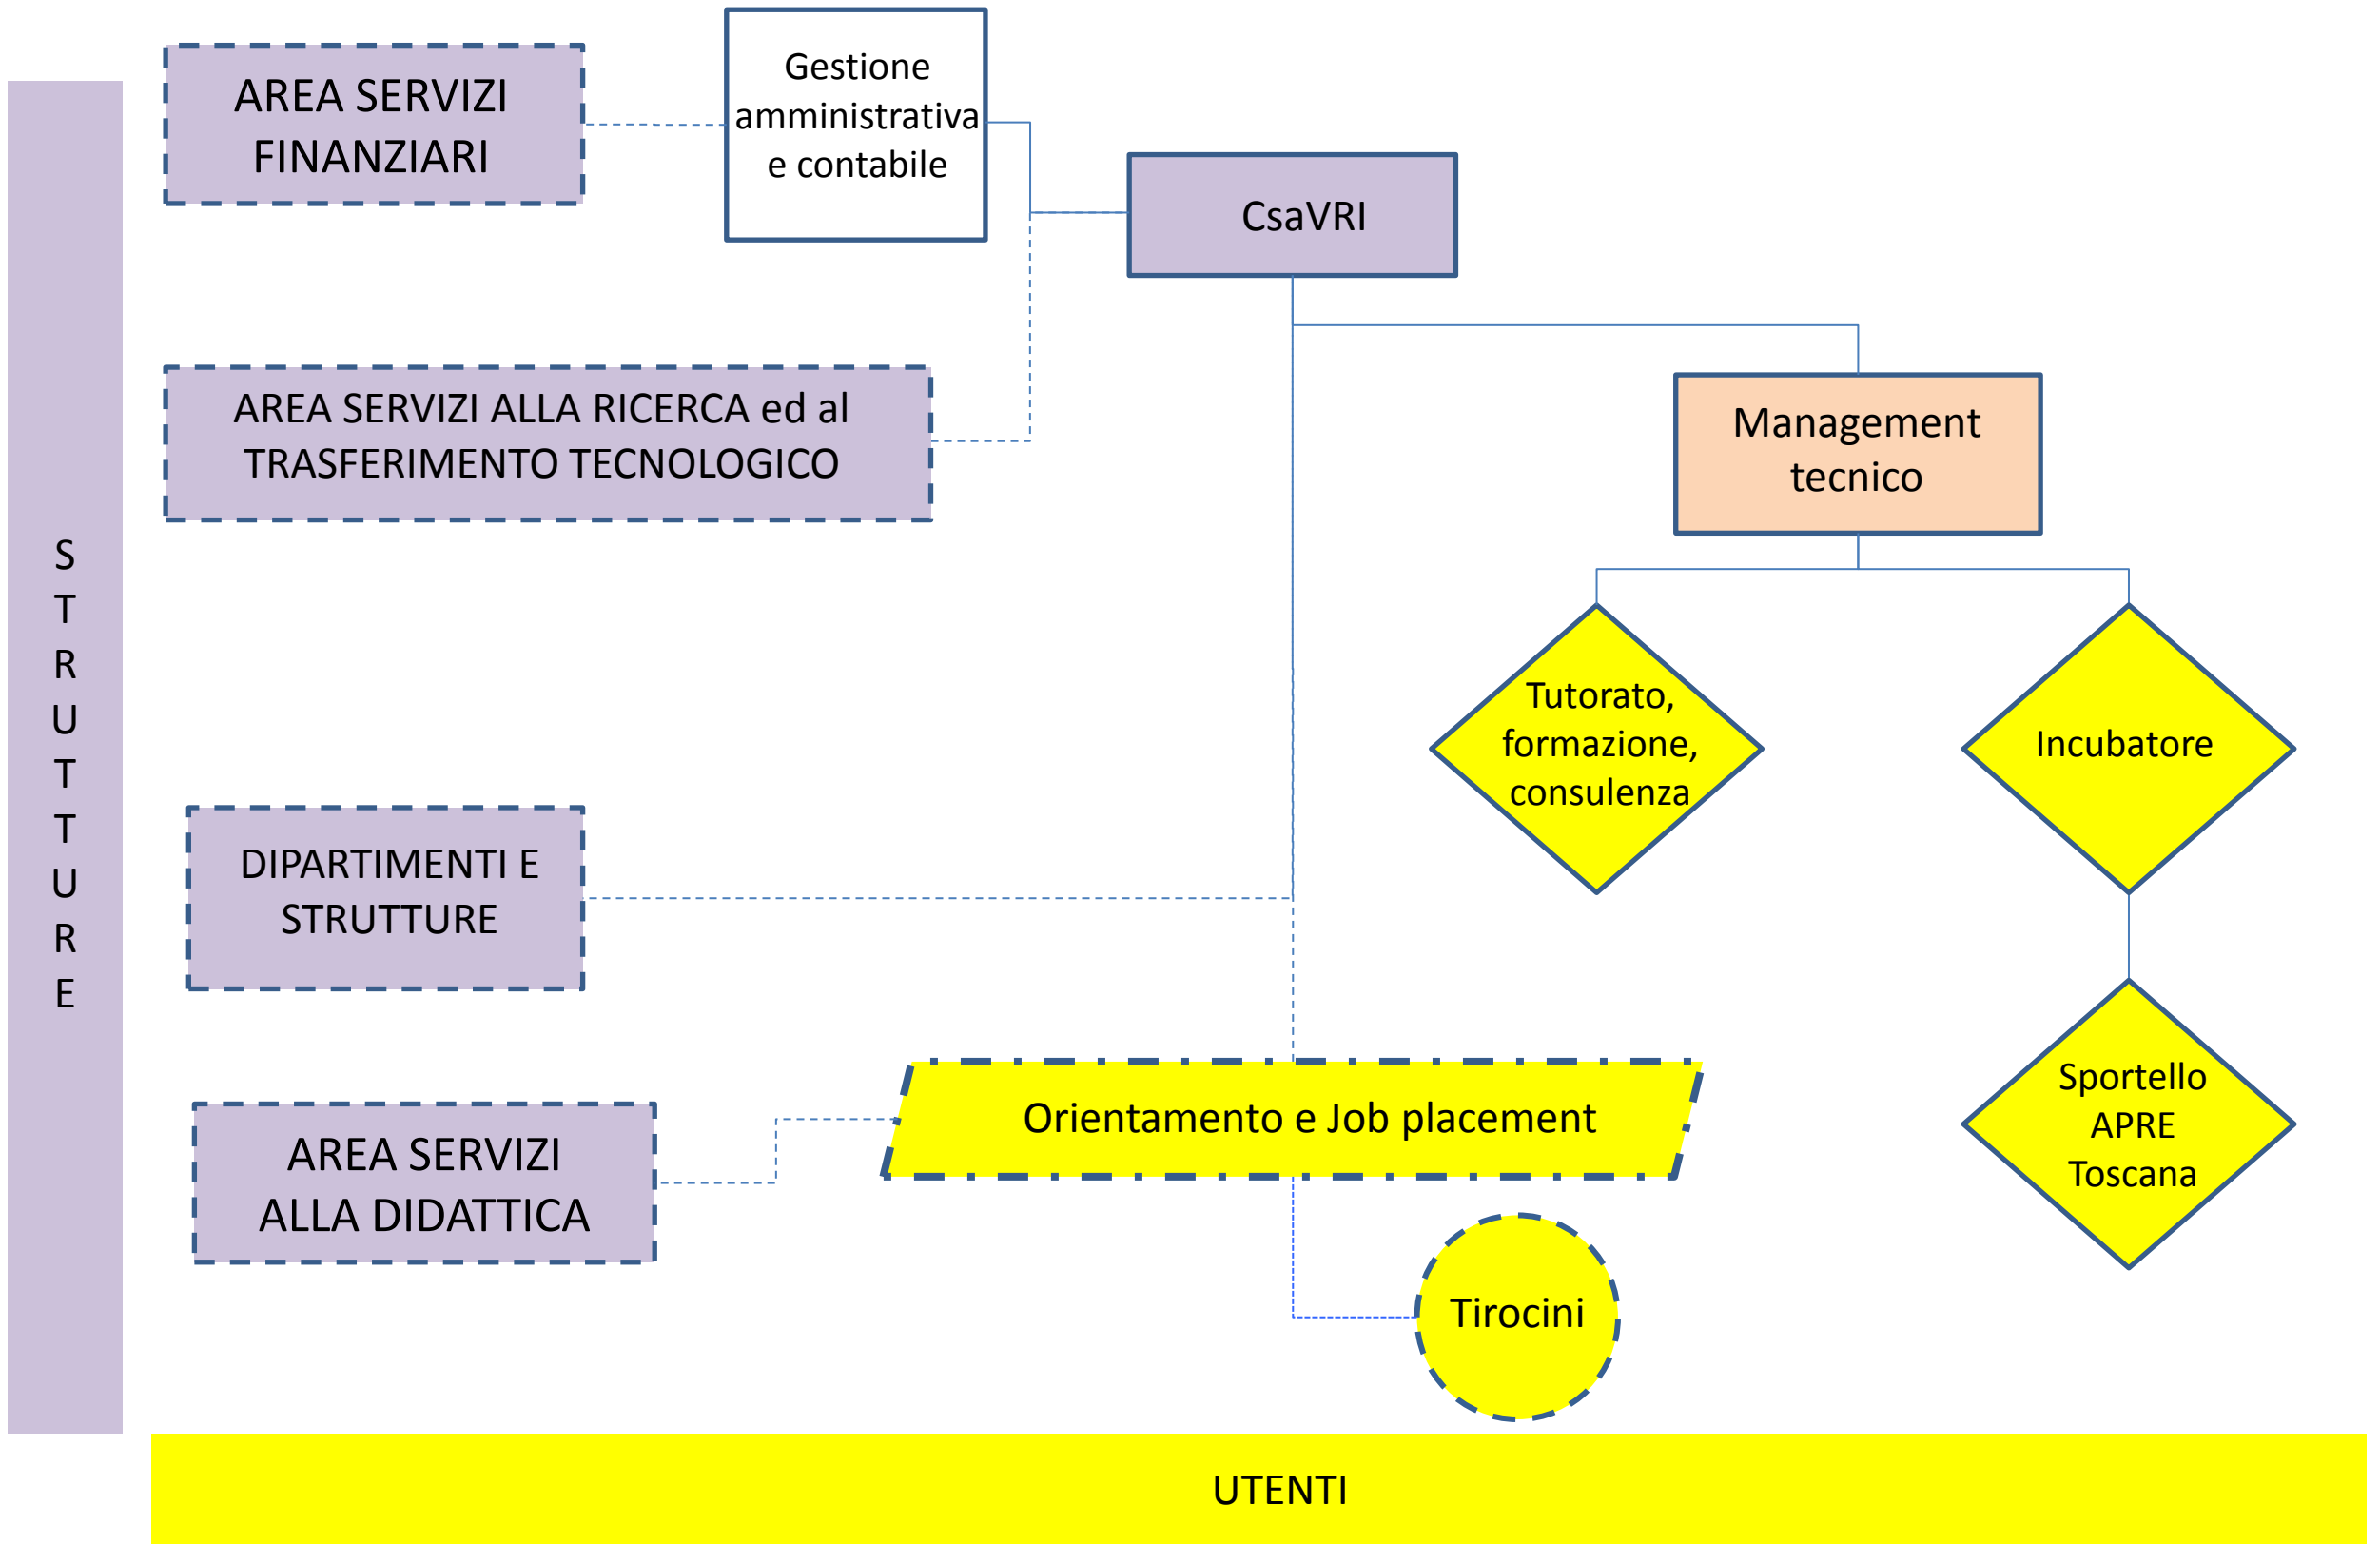 AREA SERVIZI
FINANZIARI
Gestione
amministrativa
e contabile
CsaVRI
AREA SERVIZI ALLA RICERCA ed al
TRASFERIMENTO TECNOLOGICO
Management
tecnico
S
T
R
U
T
T
U
R
E
Tutorato,
formazione,
consulenza
Incubatore
DIPARTIMENTI E
STRUTTURE
Sportello
APRE
Toscana
Orientamento e Job placement
AREA SERVIZI
ALLA DIDATTICA
Tirocini
UTENTI